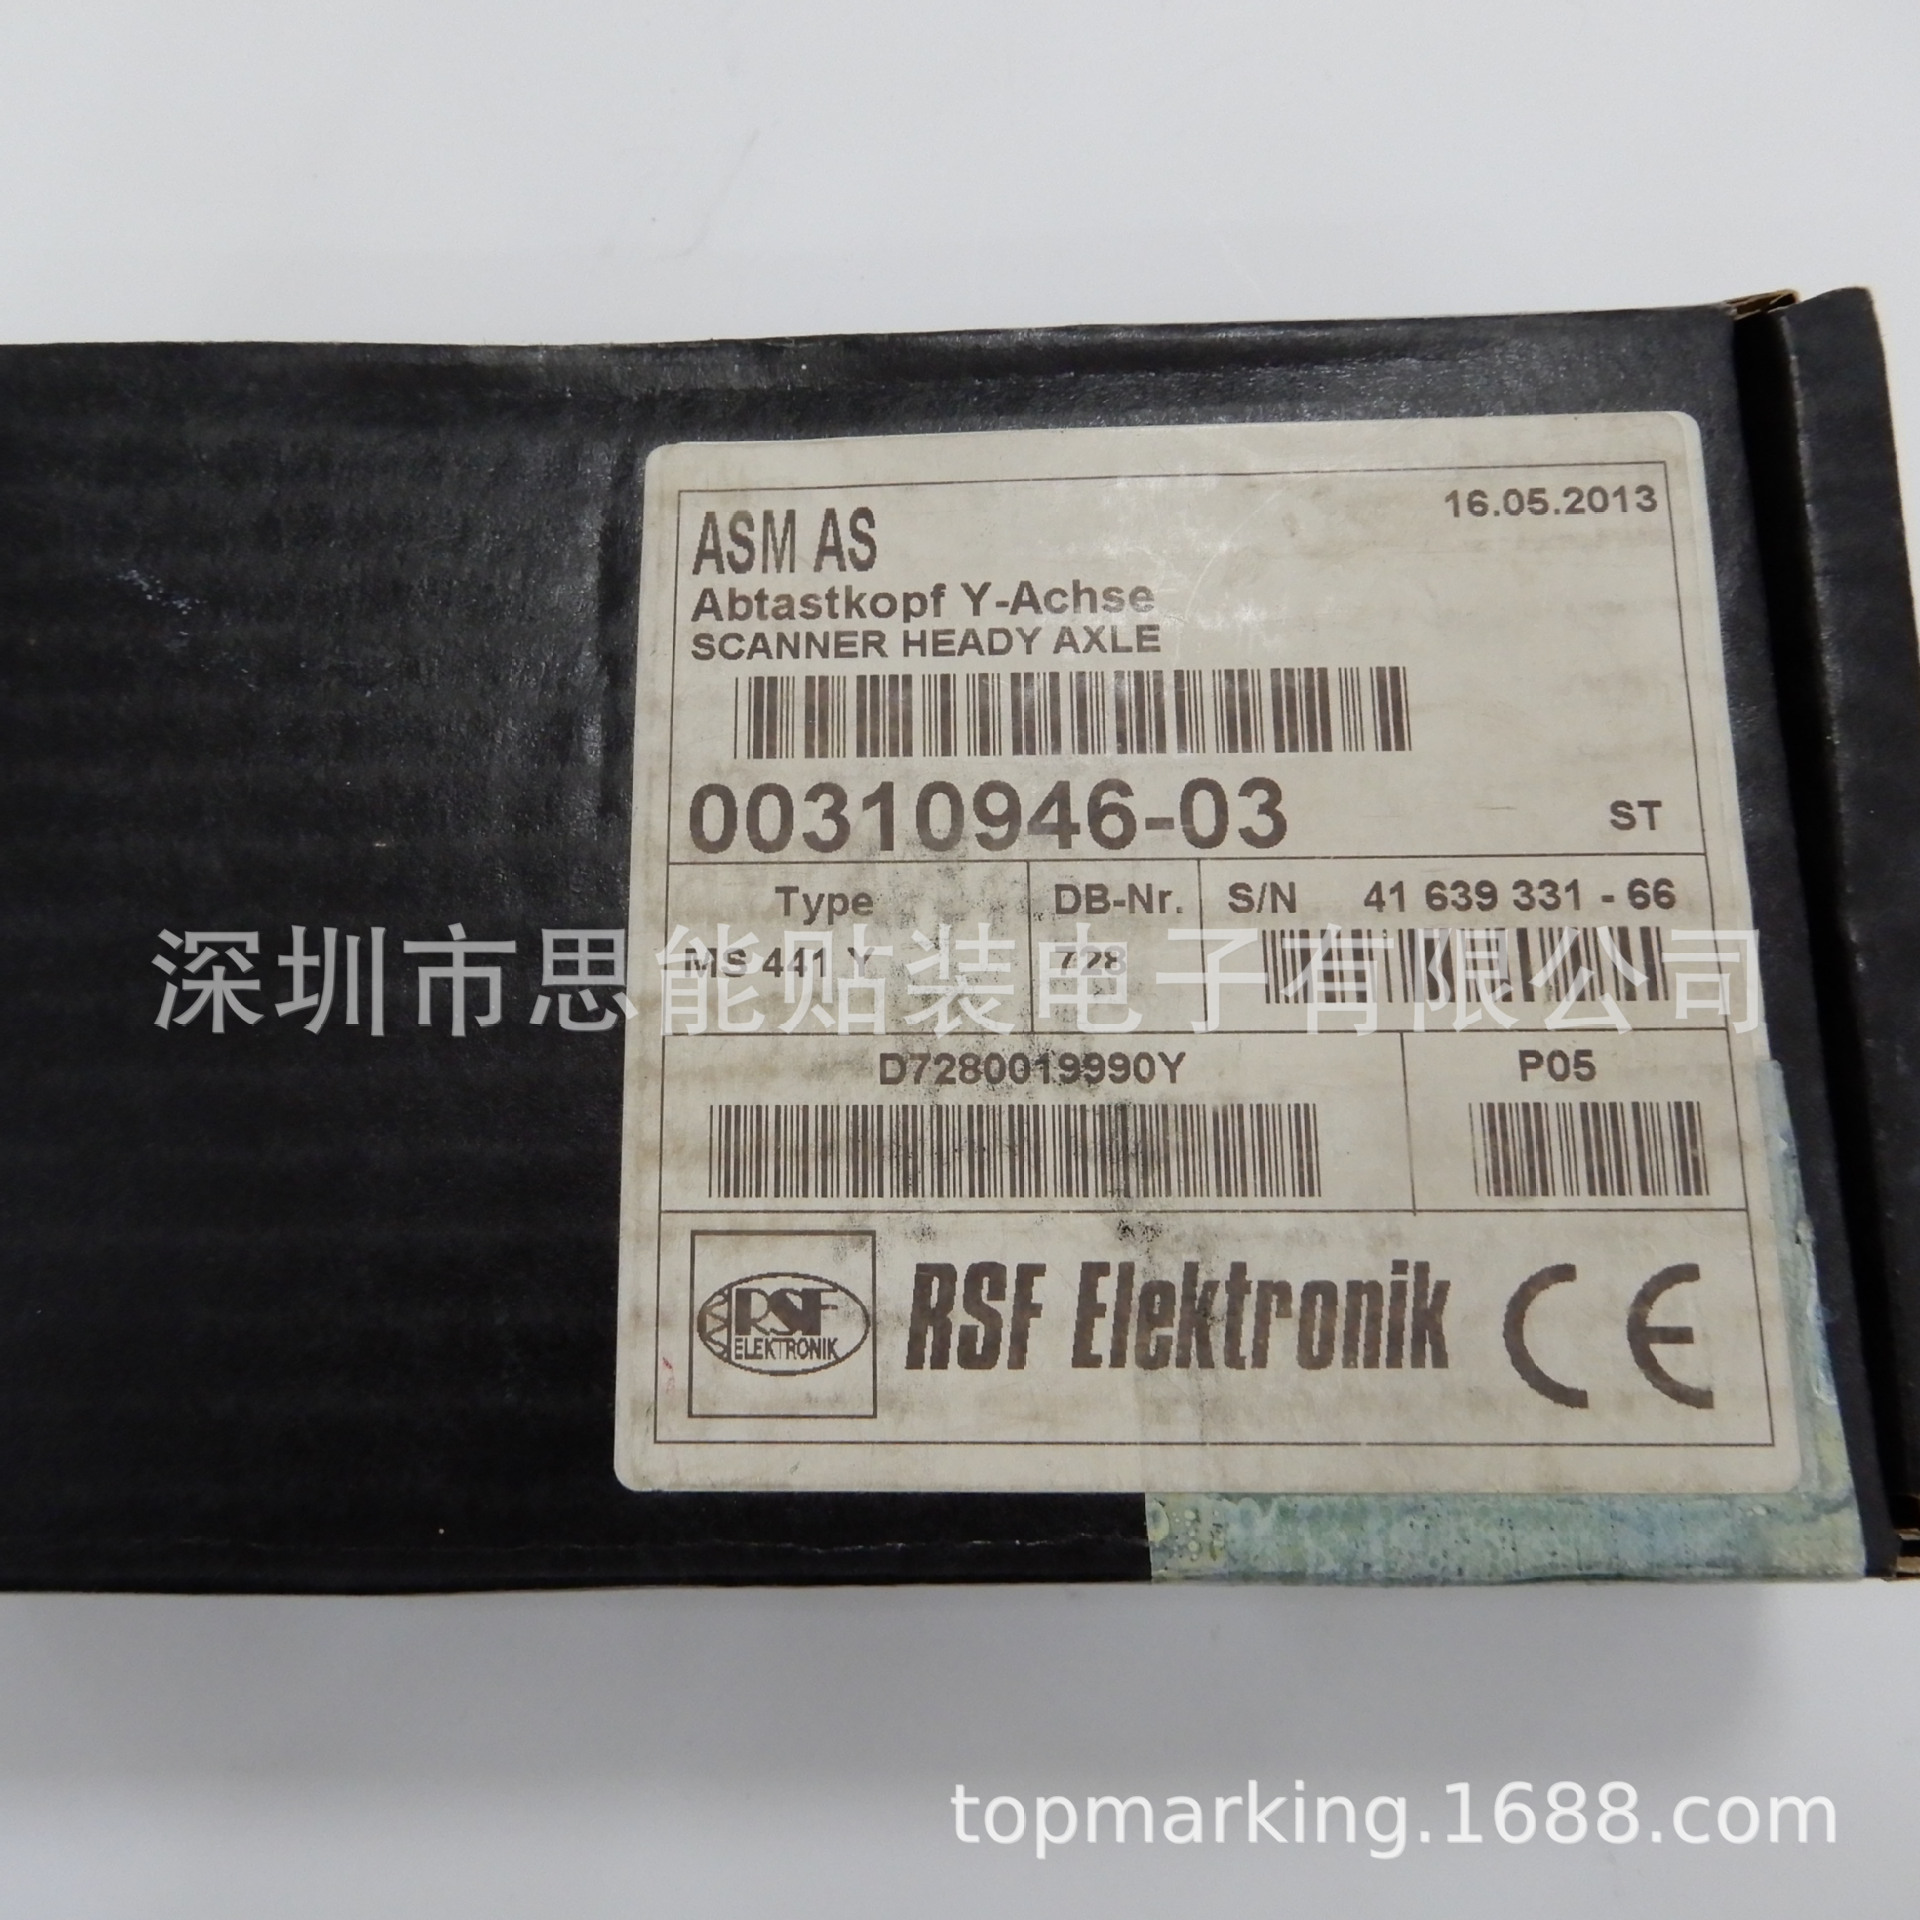 16.05.2013
ASM AS
Abtastkopf Y-Achse
SCANNER HEADY AXLE
00310946-03 ST
Type DB-Nr. S/N 41 639 331 - 66
MS 441 Y 728
深圳市思能贴装电子有限公司
D7280019990Y P05
RSF
ELEKTRONIK
RSF Elektronik CE
topmarking.1688.com